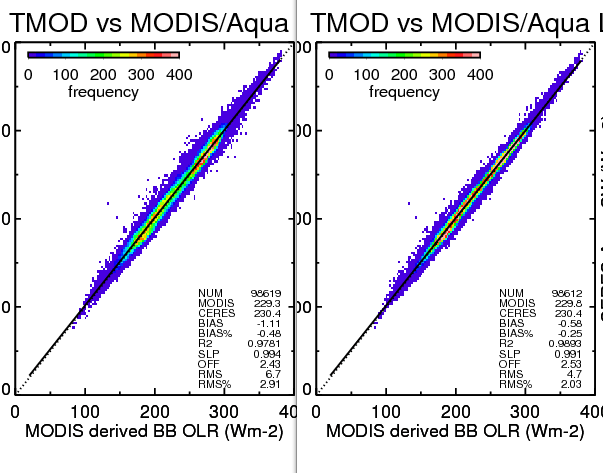 TMOD vs MODIS/Aqua
0 100 200 300 400
frequency
NUM 98619
MODIS 229.3
CERES 230.4
BIAS -1.11
BIAS% -0.48
R2 0.9781
SLP 0.994
OFF 2.43
RMS 6.7
RMS% 2.91
0 100 200 300 40
MODIS derived BB OLR (Wm-2)
TMOD vs MODIS/Aqua L
0 100 200 300 400
frequency
NUM 98612
MODIS 229.8
CERES 230.4
BIAS -0.58
BIAS% -0.25
R2 0.9893
SLP 0.991
OFF 2.53
RMS 4.7
RMS% 2.03
0 100 200 300 400
MODIS derived BB OLR (Wm-2)